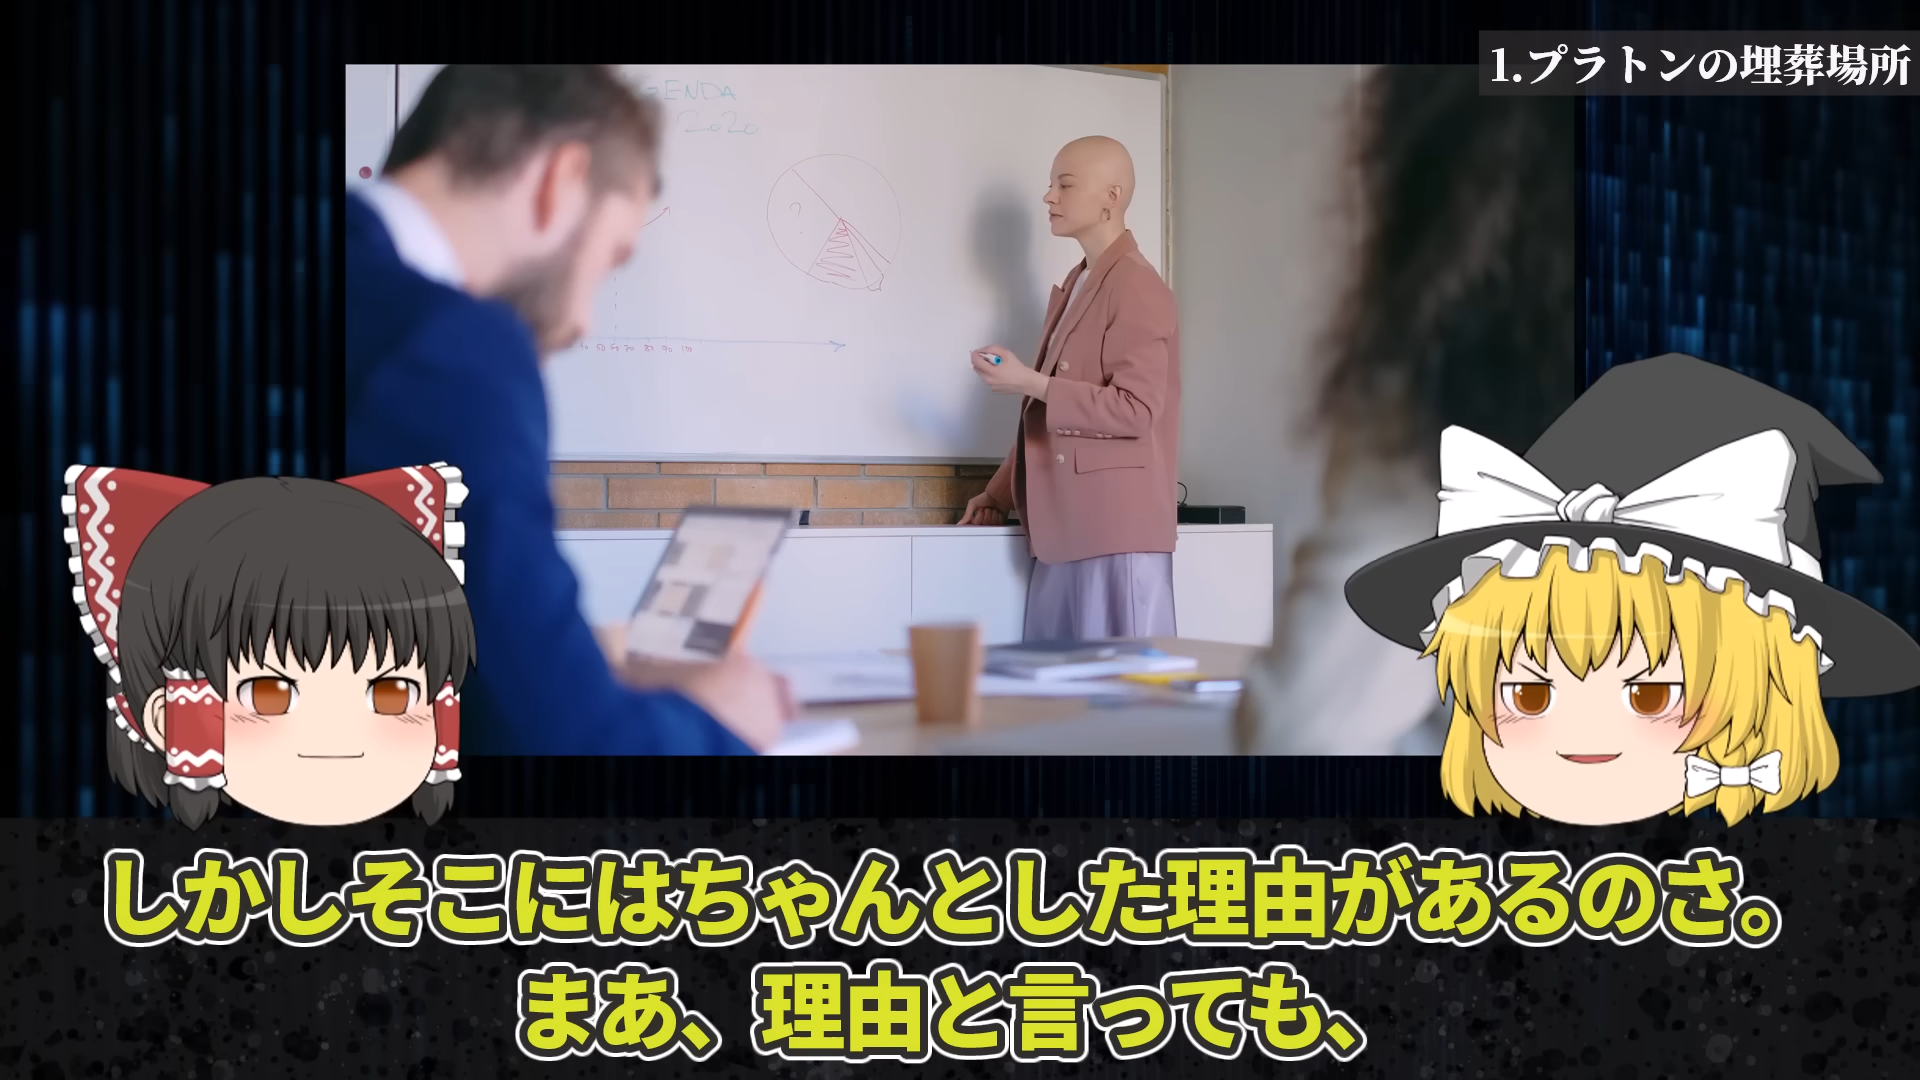 1.プラトンの埋葬場所
GENDA
2020
?
しかしそこにはちゃんとした理由があるのさ。
まあ、理由と言っても、